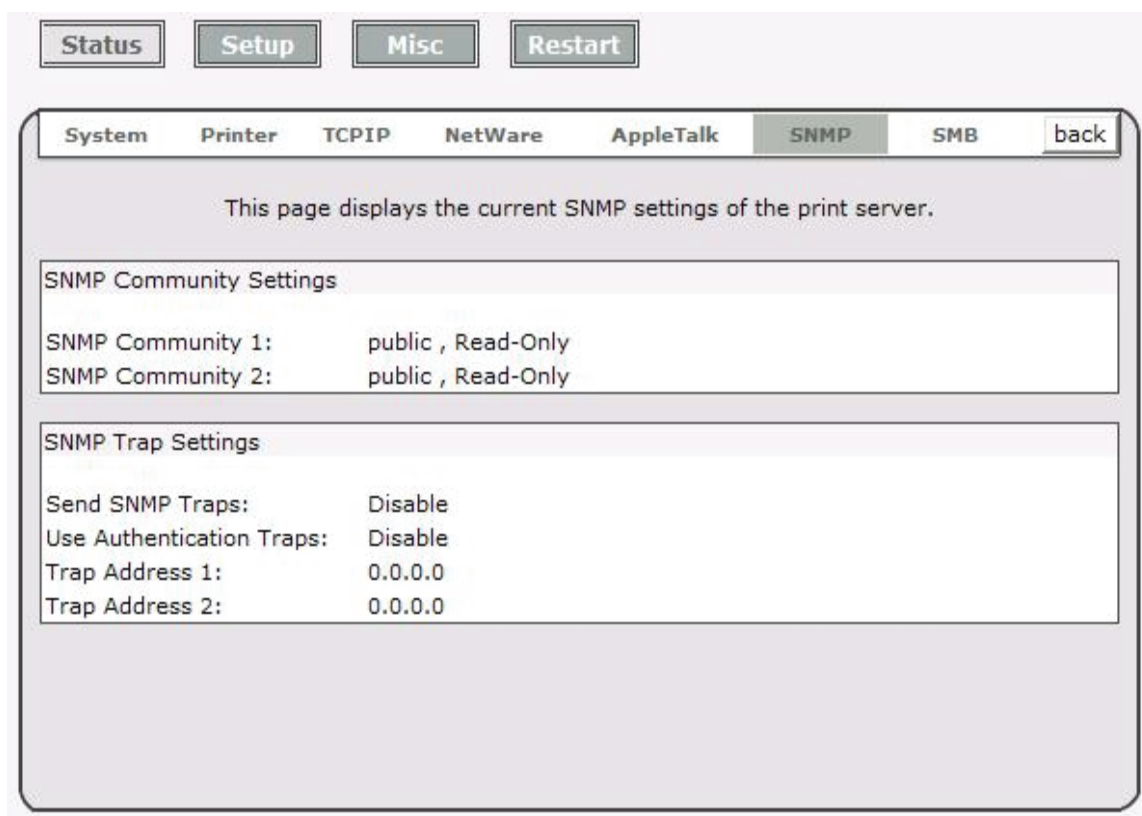 Status Setup Misc Restart
System Printer TCPIP NetWare AppleTalk SNMP SMB back
This page displays the current SNMP settings of the print server.
SNMP Community Settings
SNMP Community 1: public , Read-Only
SNMP Community 2: public , Read-Only
SNMP Trap Settings
Send SNMP Traps: Disable
Use Authentication Traps: Disable
Trap Address 1: 0.0.0.0
Trap Address 2: 0.0.0.0